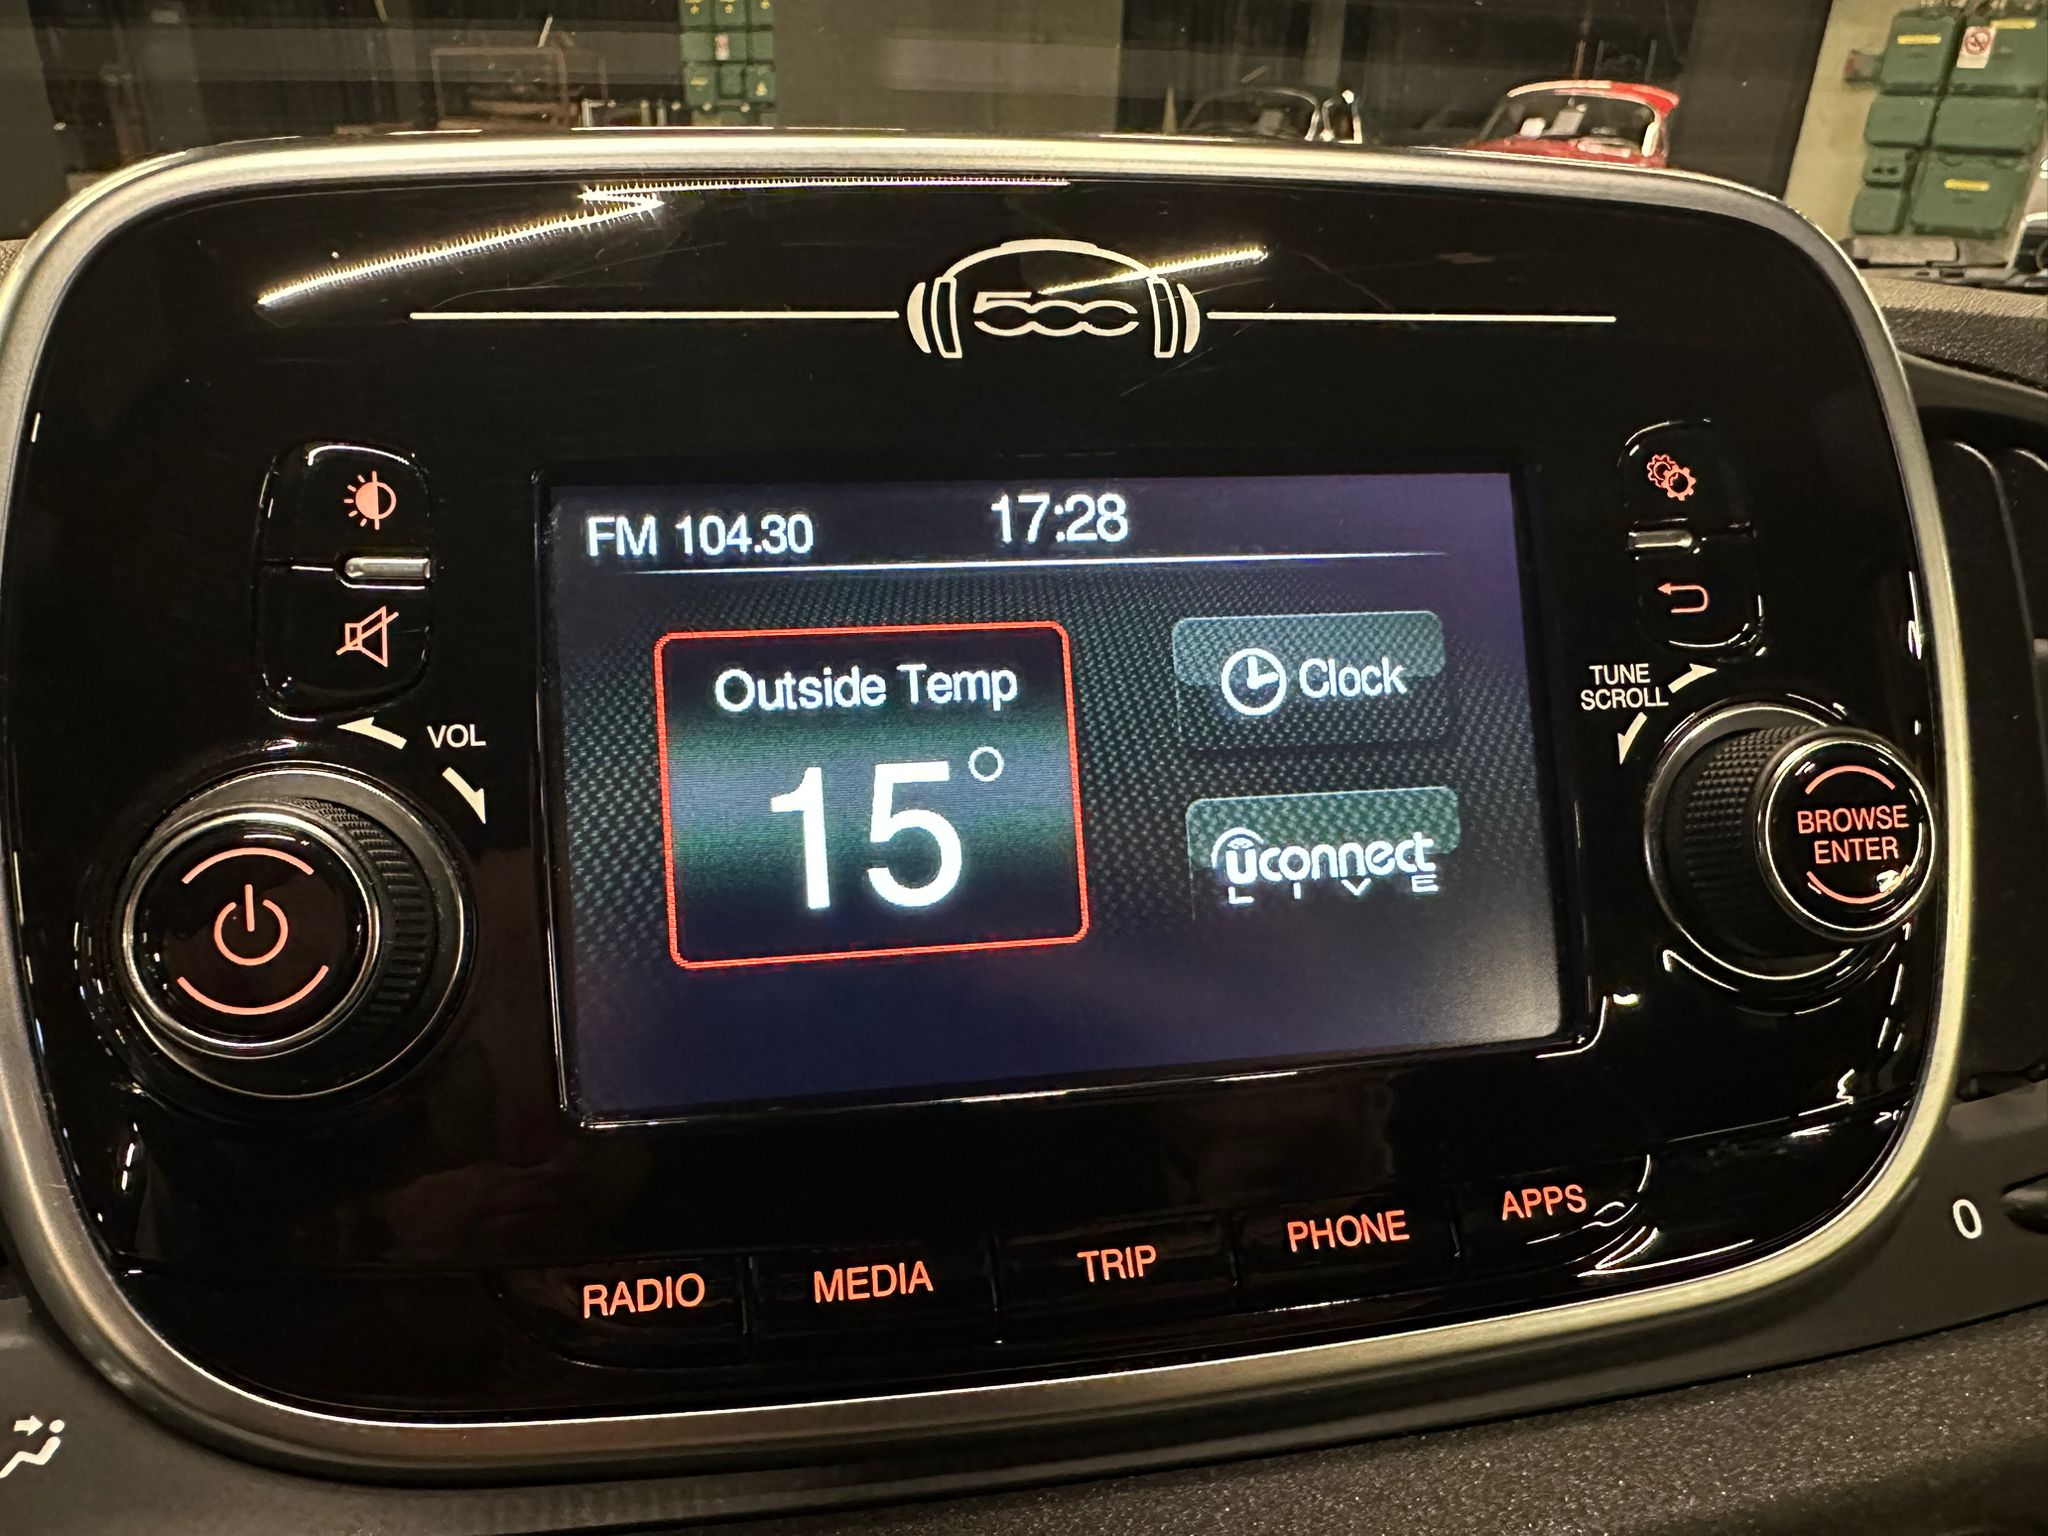 500
FM 104.30
17:28
Outside Temp
15°
Clock
uconnect
LIVE
VOL
TUNE
SCROLL
BROWSE
ENTER
RADIO
MEDIA
TRIP
PHONE
APPS
0